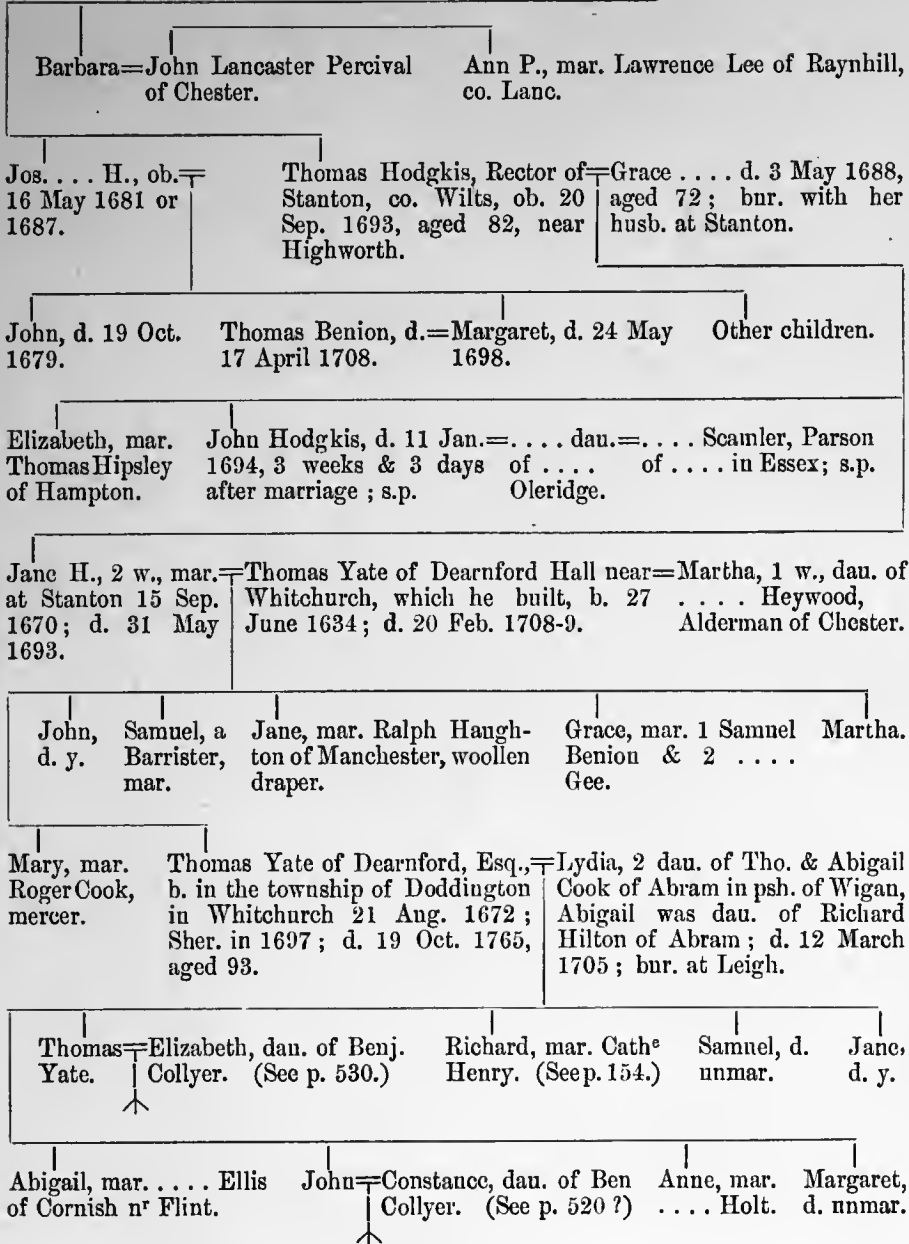 Barbara=John Lancaster Percival
of Chester.
Ann P., mar. Lawrence Lee of Raynhill,
co. Lanc.
Jos. . . . H., ob.=
16 May 1681 or
1687.
Thomas Hodgkis, Rector of=
Stanton, co. Wilts, ob. 20
Sep. 1693, aged 82, near
Highworth.
Grace . . . . d. 3 May 1688,
aged 72; bur. with her
husb. at Stanton.
John, d. 19 Oct.
1679.
Thomas Benion, d.=
17 April 1708.
Margaret, d. 24 May
1698.
Other children.
Elizabeth, mar.
Thomas Hipsley
of Hampton.
John Hodgkis, d. 11 Jan.=
1694, 3 weeks & 3 days
after marriage; s.p.
. . . . dau.=
of . . . .
Oleridge.
. . . . Scamler, Parson
of . . . . in Essex; s.p.
Jane H., 2 w., mar.=
at Stanton 15 Sep.
1670; d. 31 May
1693.
Thomas Yate of Dearnford Hall near=
Whitchurch, which he built, b. 27
June 1634; d. 20 Feb. 1708-9.
Martha, 1 w., dau. of
. . . . Heywood,
Alderman of Chester.
John,
d. y.
Samuel, a
Barrister,
mar.
Jane, mar. Ralph Haugh-
ton of Manchester, woollen
draper.
Grace, mar. 1 Samuel
Benion & 2 . . . .
Gee.
Martha.
Mary, mar.
Roger Cook,
mercer.
Thomas Yate of Dearnford, Esq.,=
b. in the township of Doddington
in Whitchurch 21 Aug. 1672;
Sher. in 1697; d. 19 Oct. 1765,
aged 93.
Lydia, 2 dau. of Tho. & Abigail
Cook of Abram in psh. of Wigan,
Abigail was dau. of Richard
Hilton of Abram; d. 12 March
1705; bur. at Leigh.
Thomas=
Yate.
Elizabeth, dau. of Benj.
Collyer. (See p. 530.)
Richard, mar. Cathe
Henry. (See p. 154.)
Samuel, d.
unmar.
Jane,
d. y.
Abigail, mar. . . . . Ellis
of Cornish nr Flint.
John=Constance, dau. of Ben
Collyer. (See p. 520 ?)
Anne, mar.
. . . . Holt.
Margaret,
d. unmar.